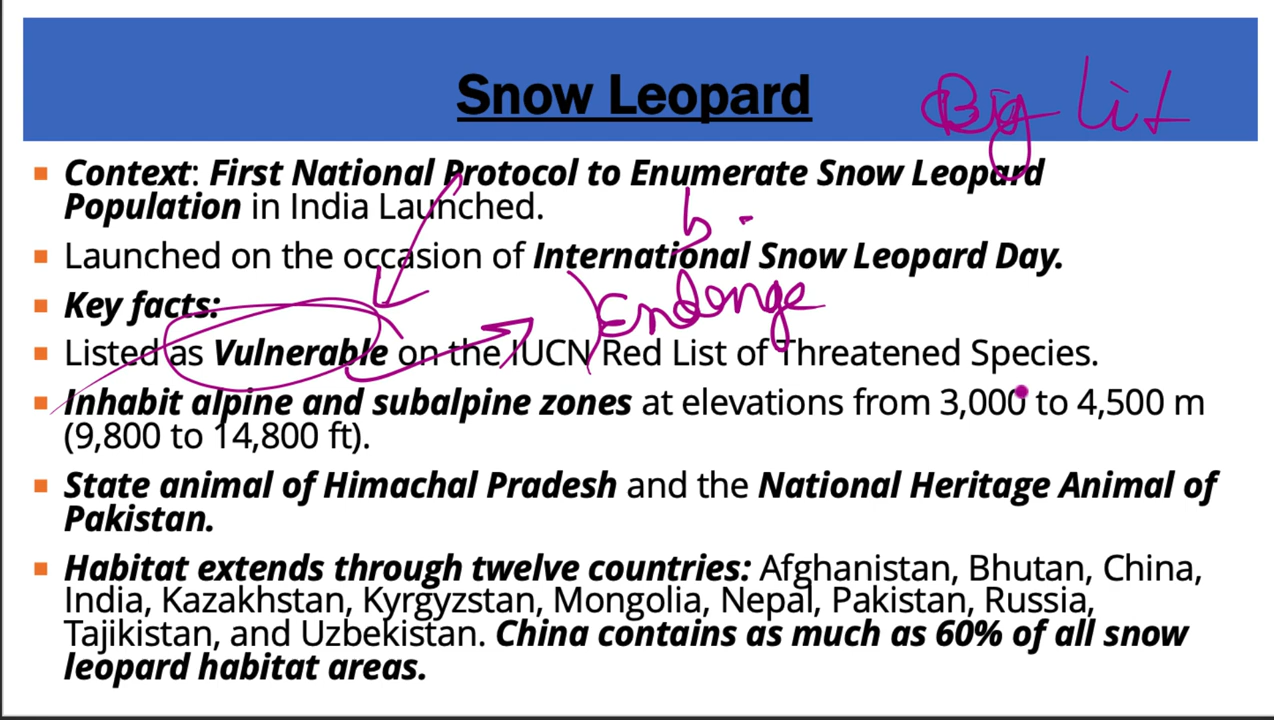 Snow Leopard
Big Lit
▪ Context: First National Protocol to Enumerate Snow Leopard
Population in India Launched.
b
▪ Launched on the occasion of International Snow Leopard Day.
▪ Key facts:
Endenge
▪ Listed as Vulnerable on the IUCN Red List of Threatened Species.
▪ Inhabit alpine and subalpine zones at elevations from 3,000 to 4,500 m
(9,800 to 14,800 ft).
▪ State animal of Himachal Pradesh and the National Heritage Animal of
Pakistan.
▪ Habitat extends through twelve countries: Afghanistan, Bhutan, China,
India, Kazakhstan, Kyrgyzstan, Mongolia, Nepal, Pakistan, Russia,
Tajikistan, and Uzbekistan. China contains as much as 60% of all snow
leopard habitat areas.